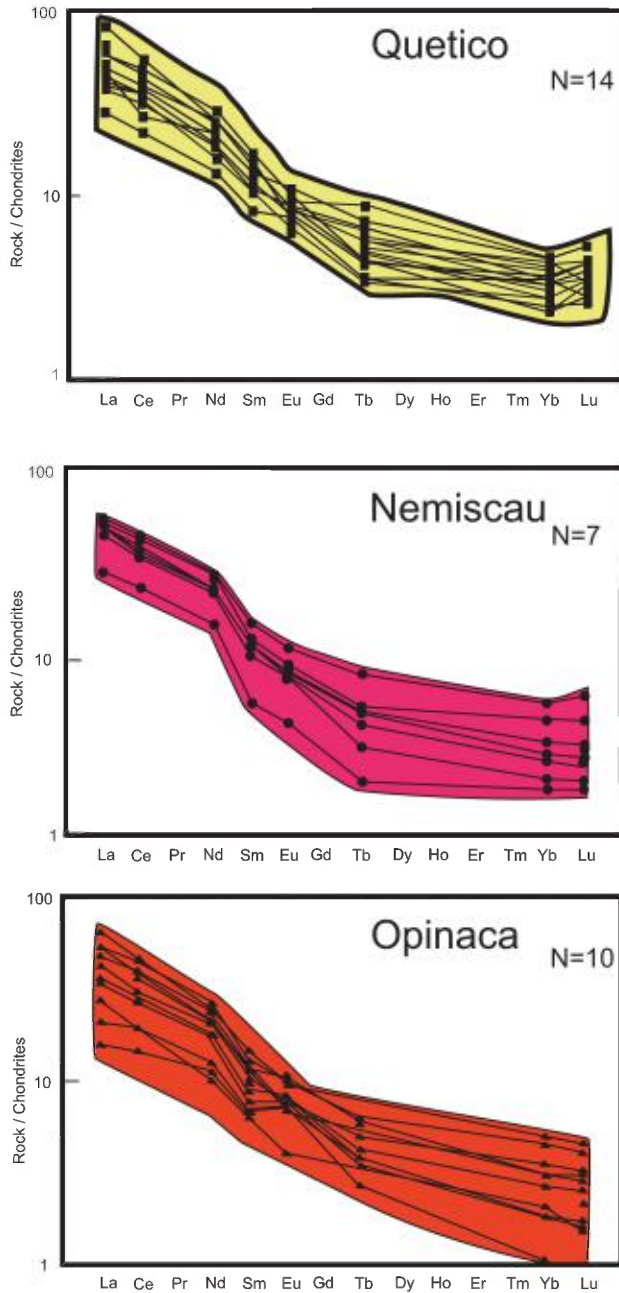 100
Quetico
N=14
10
Rock / Chondrites
1
La Ce Pr Nd Sm Eu Gd Tb Dy Ho Er Tm Yb Lu
100
Nemiscau
N=7
10
Rock / Chondrites
1
La Ce Pr Nd Sm Eu Gd Tb Dy Ho Er Tm Yb Lu
100
Opinaca
N=10
10
Rock / Chondrites
1
La Ce Pr Nd Sm Eu Gd Tb Dy Ho Er Tm Yb Lu